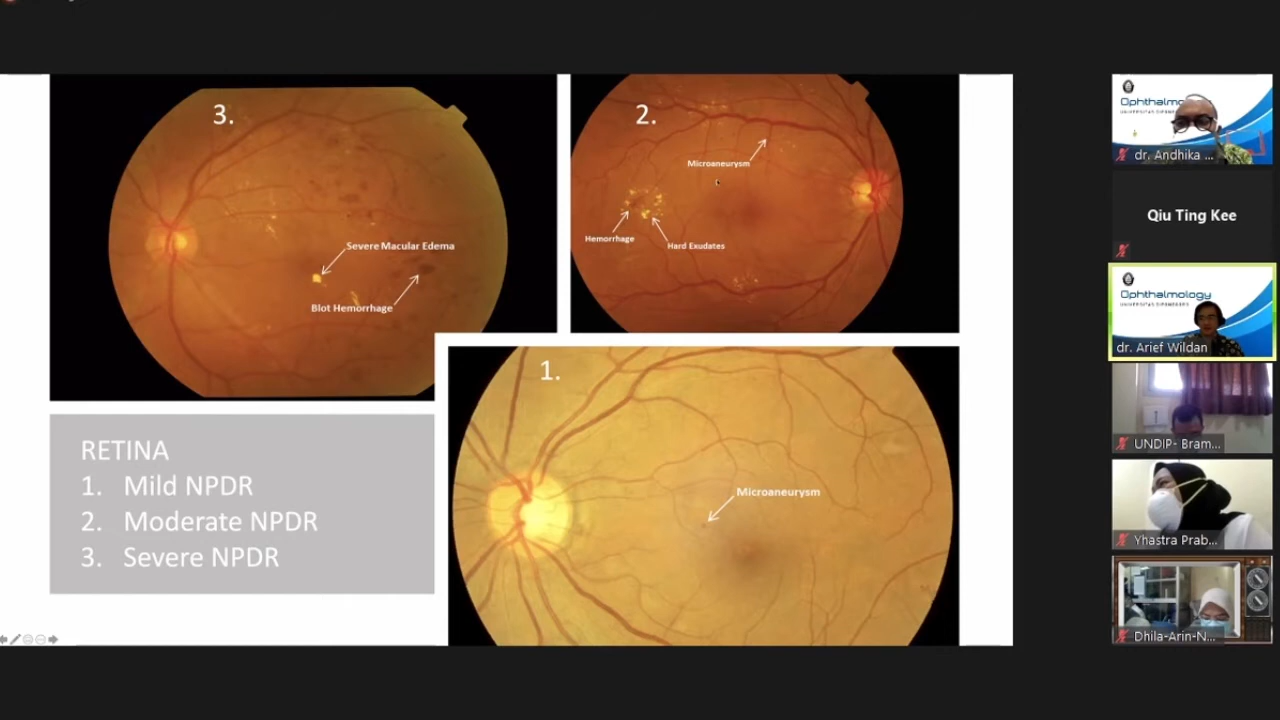 3.
Severe Macular Edema
Blot Hemorrhage
2.
Microaneurysm
Hemorrhage
Hard Exudates
1.
Microaneurysm
RETINA
1. Mild NPDR
2. Moderate NPDR
3. Severe NPDR
Ophthalmology
dr. Andhika ...
Qiu Ting Kee
Ophthalmology
UNIVERSITAS DIPONEGORO
dr. Arief Wildan
UNDIP- Bram...
Yhastra Prab...
Dhila-Arin-N...